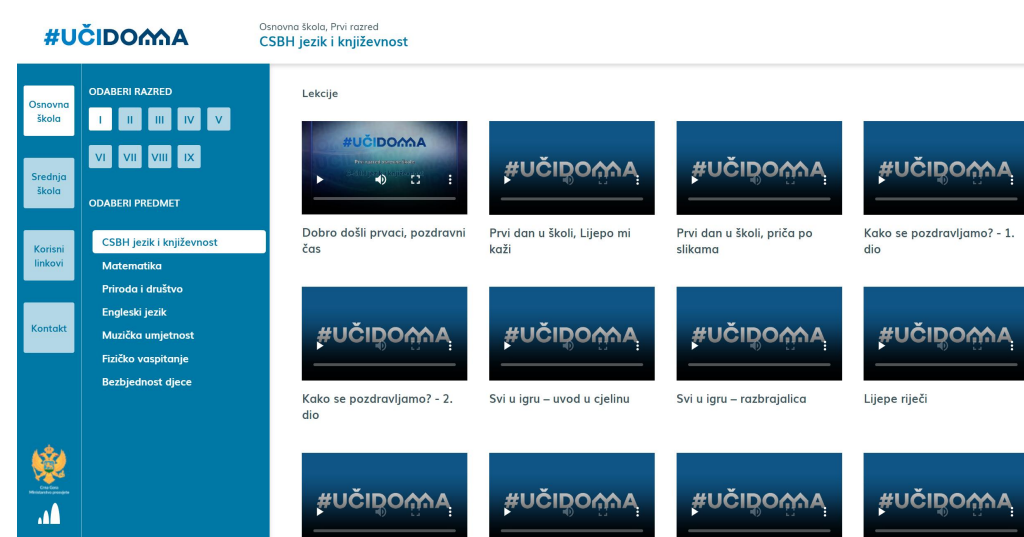 #UČIDOMA
Osnovna škola, Prvi razred
CSBH jezik i književnost
Osnovna
škola
Srednja
škola
Korisni
linkovi
Kontakt
ODABERI RAZRED
I II III IV V
VI VII VIII IX
ODABERI PREDMET
CSBH jezik i književnost
Matematika
Priroda i društvo
Engleski jezik
Muzička umjetnost
Fizičko vaspitanje
Bezbjednost djece
Crna Gora
Ministarstvo prosvjete
Lekcije
#UČIDOMA
#UČIDOMA
#UČIDOMA
#UČIDOMA
Dobro došli prvaci, pozdravni
čas
Prvi dan u školi, Lijepo mi
kaži
Prvi dan u školi, priča po
slikama
Kako se pozdravljamo? - 1.
dio
#UČIDOMA
#UČIDOMA
#UČIDOMA
#UČIDOMA
Kako se pozdravljamo? - 2.
dio
Svi u igru – uvod u cjelinu
Svi u igru – razbrajalica
Lijepe riječi
#UČIDOMA
#UČIDOMA
#UČIDOMA
#UČIDOMA